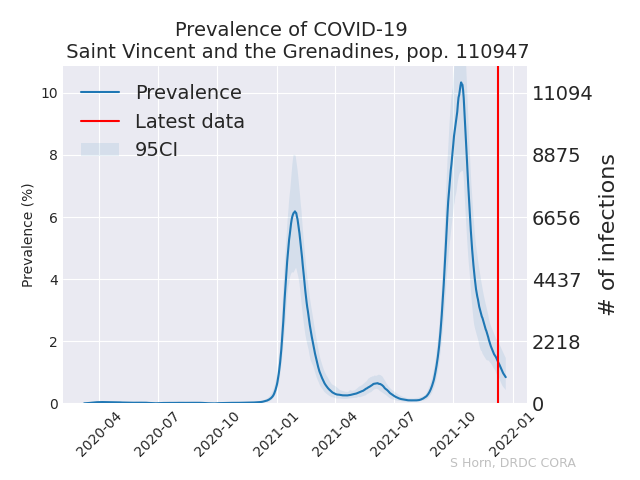 Prevalence of COVID-19
Saint Vincent and the Grenadines, pop. 110947
Prevalence
Latest data
95CI
Prevalence (%)
10
8
6
4
2
0
11094
8875
6656
4437
2218
0
# of infections
2020-04
2020-07
2020-10
2021-01
2021-04
2021-07
2021-10
2022-01
S Horn, DRDC CORA